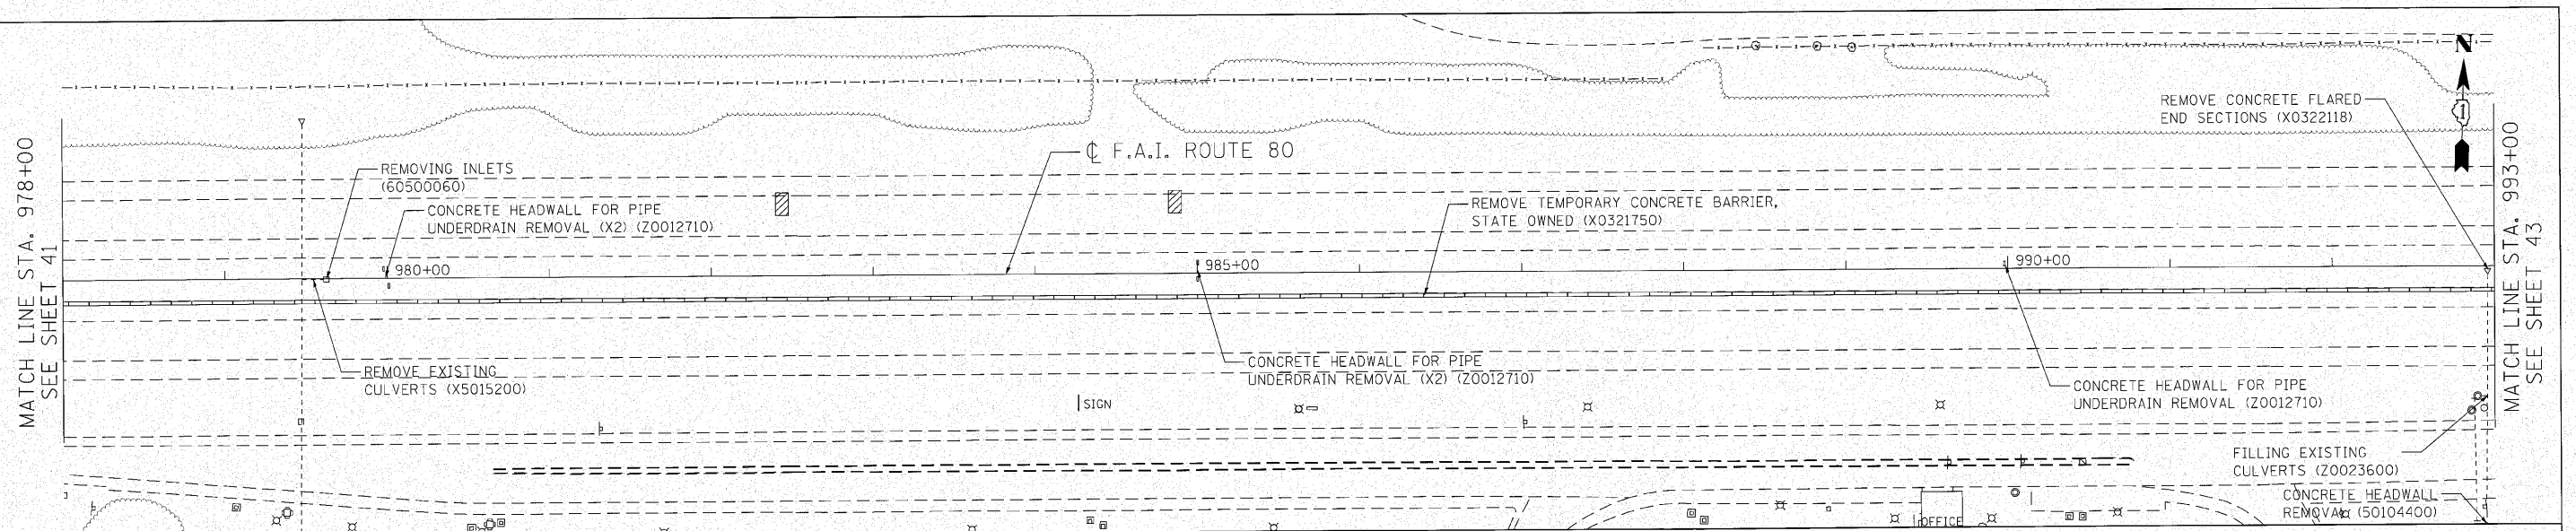 MATCH LINE STA. 978+00
SEE SHEET 41
REMOVING INLETS
(60500060)
CONCRETE HEADWALL FOR PIPE
UNDERDRAIN REMOVAL (X2) (Z0012710)
980+00
REMOVE EXISTING
CULVERTS (X5015200)
℄ F.A.I. ROUTE 80
985+00
CONCRETE HEADWALL FOR PIPE
UNDERDRAIN REMOVAL (X2) (Z0012710)
SIGN
REMOVE TEMPORARY CONCRETE BARRIER,
STATE OWNED (X0321750)
990+00
CONCRETE HEADWALL FOR PIPE
UNDERDRAIN REMOVAL (Z0012710)
REMOVE CONCRETE FLARED
END SECTIONS (X0322118)
N
1
FILLING EXISTING
CULVERTS (Z0023600)
CONCRETE HEADWALL
REMOVAL (50104400)
OFFICE
MATCH LINE STA. 993+00
SEE SHEET 43